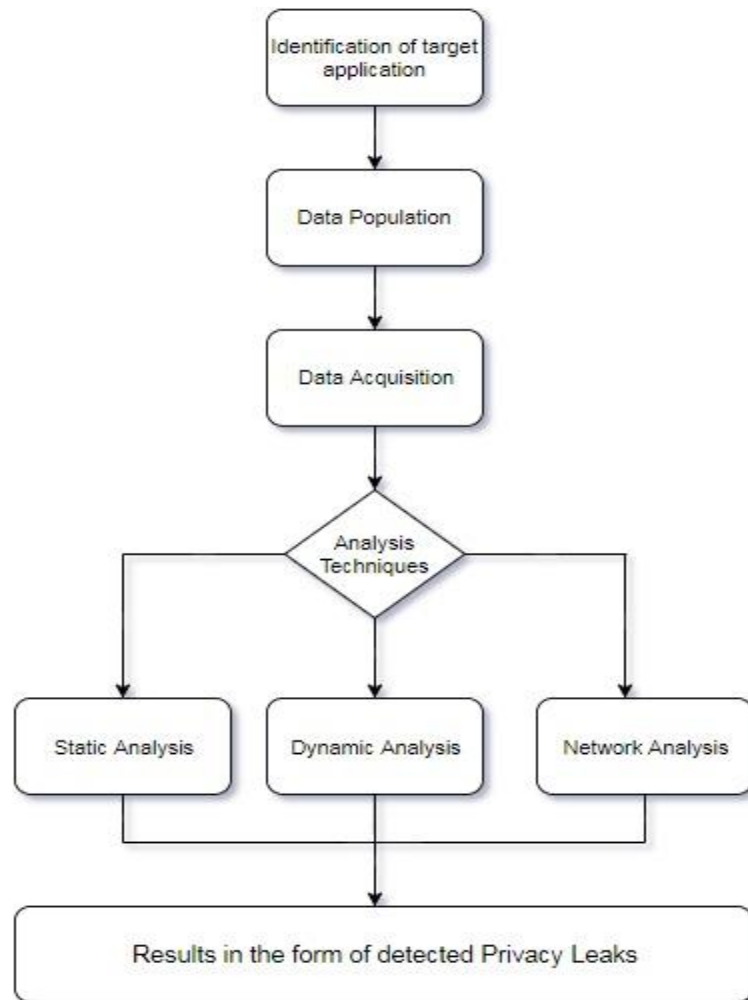 Identification of target
application
Data Population
Data Acquisition
Analysis
Techniques
Static Analysis
Dynamic Analysis
Network Analysis
Results in the form of detected Privacy Leaks